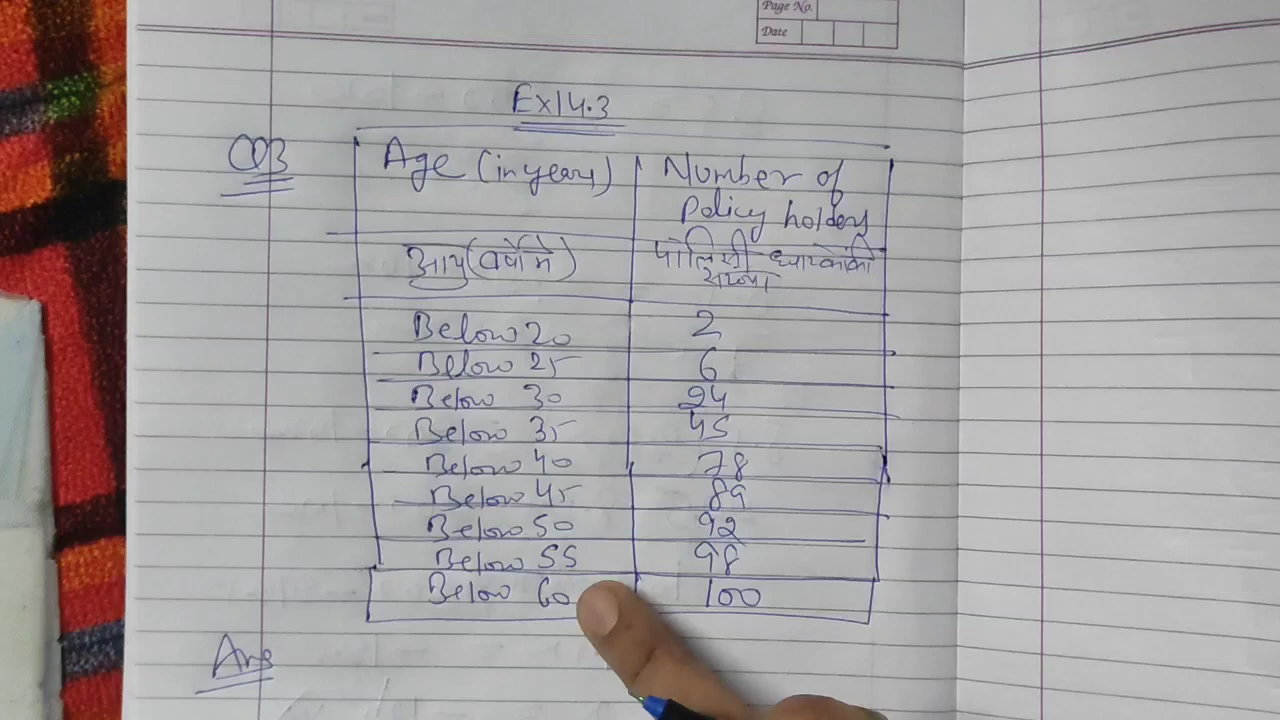 Page No.
Date
Ex14.3
Q3
Age (in years) Number of
Policy holders
आयु (वर्षो मे) पोलिसी धारकोकी
संख्या
Below 20 2
Below 25 6
Below 30 24
Below 35 45
Below 40 78
Below 45 89
Below 50 92
Below 55 98
Below 60 100
Ans